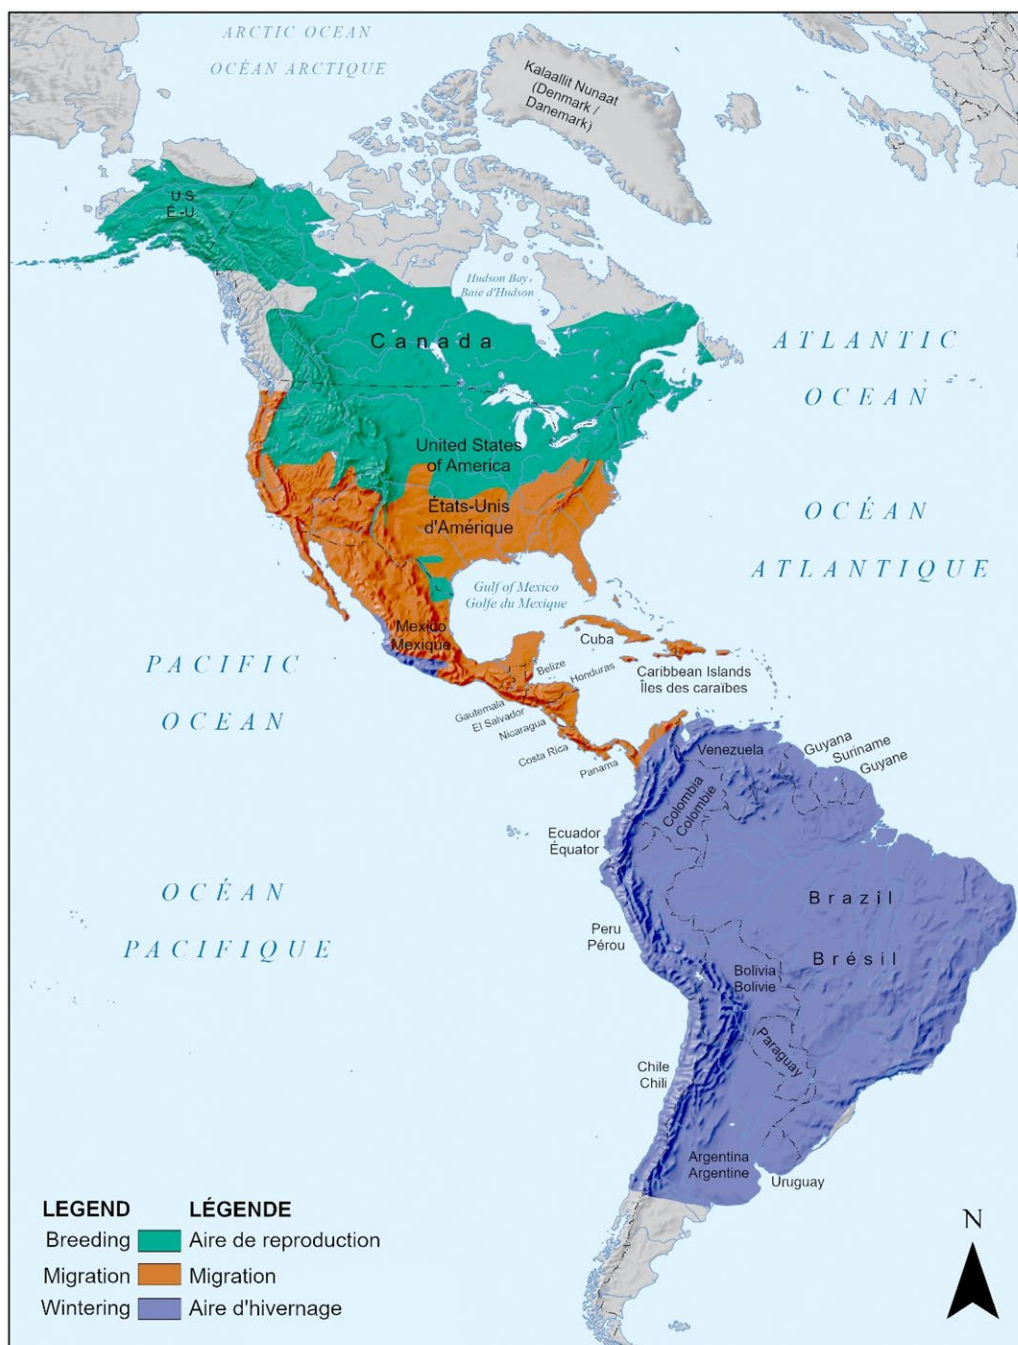 ARCTIC OCEAN
OCÉAN ARCTIQUE
Kalaallit Nunaat
(Denmark /
Danemark)
U S
É.-U
Hudson Bay
Baie d'Hudson
Canada
ATLANTIC
OCEAN
United States
of America
États-Unis
d'Amérique
OCÉAN
ATLANTIQUE
Gulf of Mexico
Golfe du Mexique
Mexico
Mexique
Cuba
PACIFIC
OCEAN
Belize
Honduras
Caribbean Islands
Îles des caraïbes
Gautemala
El Salvador
Nicaragua
Costa Rica
Panama
Venezuela
Guyana
Suriname
Guyane
Colombia
Colombie
Ecuador
Équator
OCÉAN
PACIFIQUE
Brazil
Brésil
Peru
Pérou
Bolivia
Bolivie
Paraguay
Chile
Chili
Argentina
Argentine
Uruguay
LEGEND LÉGENDE
Breeding Aire de reproduction
Migration Migration
Wintering Aire d'hivernage
N